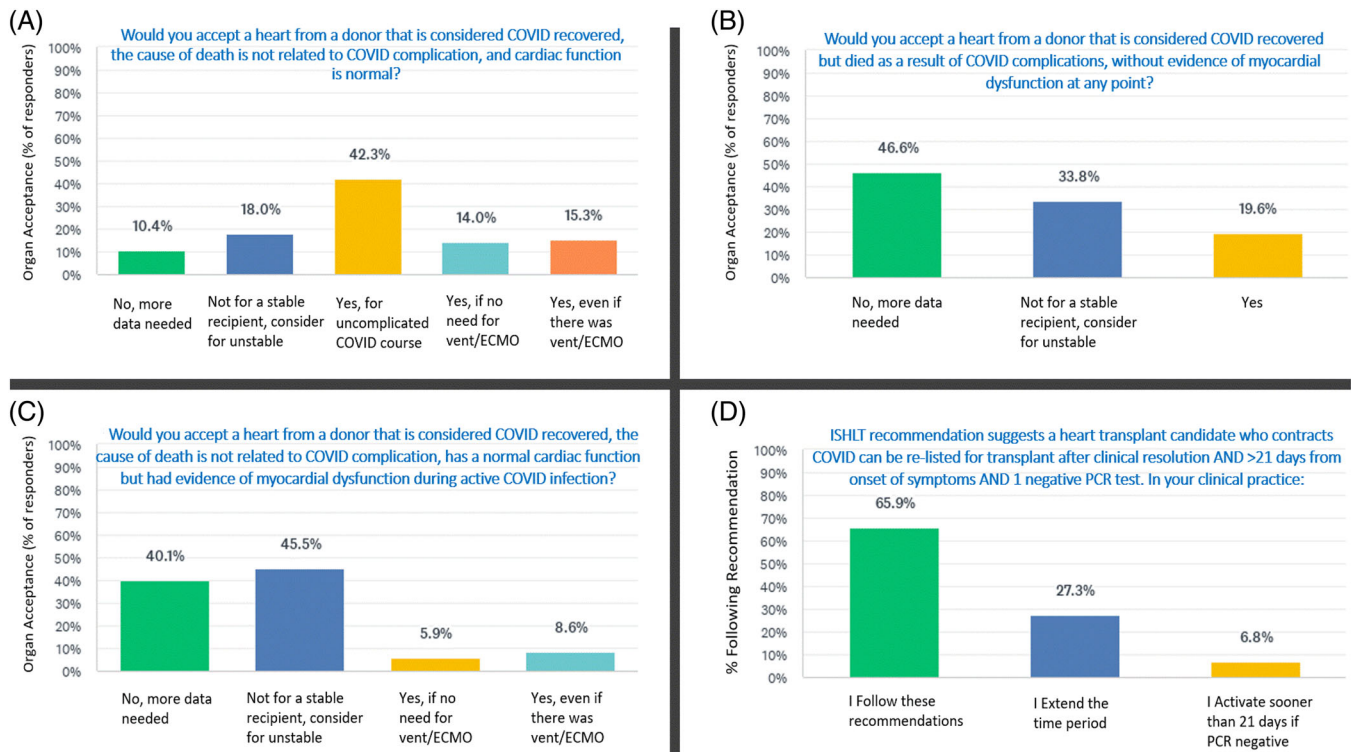 (A)
Would you accept a heart from a donor that is considered COVID recovered,
the cause of death is not related to COVID complication, and cardiac function
is normal?
Organ Acceptance (% of responders)
100%
90%
80%
70%
60%
50%
40%
30%
20%
10%
0%
10.4%
18.0%
42.3%
14.0%
15.3%
No, more
data needed
Not for a stable
recipient, consider
for unstable
Yes, for
uncomplicated
COVID course
Yes, if no
need for
vent/ECMO
Yes, even if
there was
vent/ECMO
(B)
Would you accept a heart from a donor that is considered COVID recovered
but died as a result of COVID complications, without evidence of myocardial
dysfunction at any point?
Organ Acceptance (% of responders)
100%
90%
80%
70%
60%
50%
40%
30%
20%
10%
0%
46.6%
33.8%
19.6%
No, more data
needed
Not for a stable
recipient, consider
for unstable
Yes
(C)
Would you accept a heart from a donor that is considered COVID recovered, the
cause of death is not related to COVID complication, has a normal cardiac function
but had evidence of myocardial dysfunction during active COVID infection?
Organ Acceptance (% of responders)
100%
90%
80%
70%
60%
50%
40%
30%
20%
10%
0%
40.1%
45.5%
5.9%
8.6%
No, more data
needed
Not for a stable
recipient, consider
for unstable
Yes, if no
need for
vent/ECMO
Yes, even if
there was
vent/ECMO
(D)
ISHLT recommendation suggests a heart transplant candidate who contracts
COVID can be re-listed for transplant after clinical resolution AND >21 days from
onset of symptoms AND 1 negative PCR test. In your clinical practice:
% Following Recommendation
100%
90%
80%
70%
60%
50%
40%
30%
20%
10%
0%
65.9%
27.3%
6.8%
I Follow these
recommendations
I Extend the
time period
I Activate sooner
than 21 days if
PCR negative